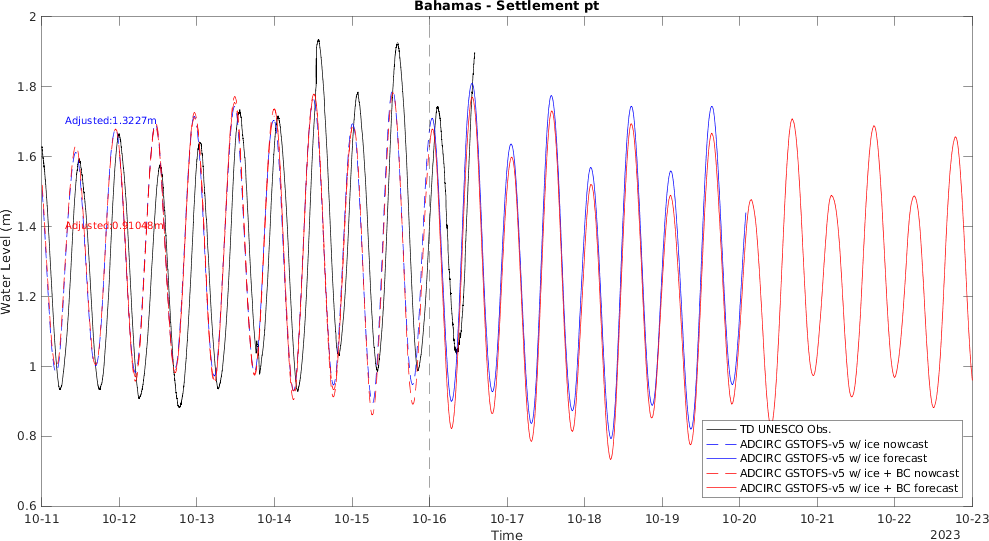 Bahamas - Settlement pt
2
1.8
1.6
1.4
1.2
1
0.8
0.6
Water Level (m)
Adjusted:1.3227m
Adjusted:0.91048m
TD UNESCO Obs.
ADCIRC GSTOFS-v5 w/ ice nowcast
ADCIRC GSTOFS-v5 w/ ice forecast
ADCIRC GSTOFS-v5 w/ ice + BC nowcast
ADCIRC GSTOFS-v5 w/ ice + BC forecast
10-11 10-12 10-13 10-14 10-15 10-16 10-17 10-18 10-19 10-20 10-21 10-22 10-23
Time
2023